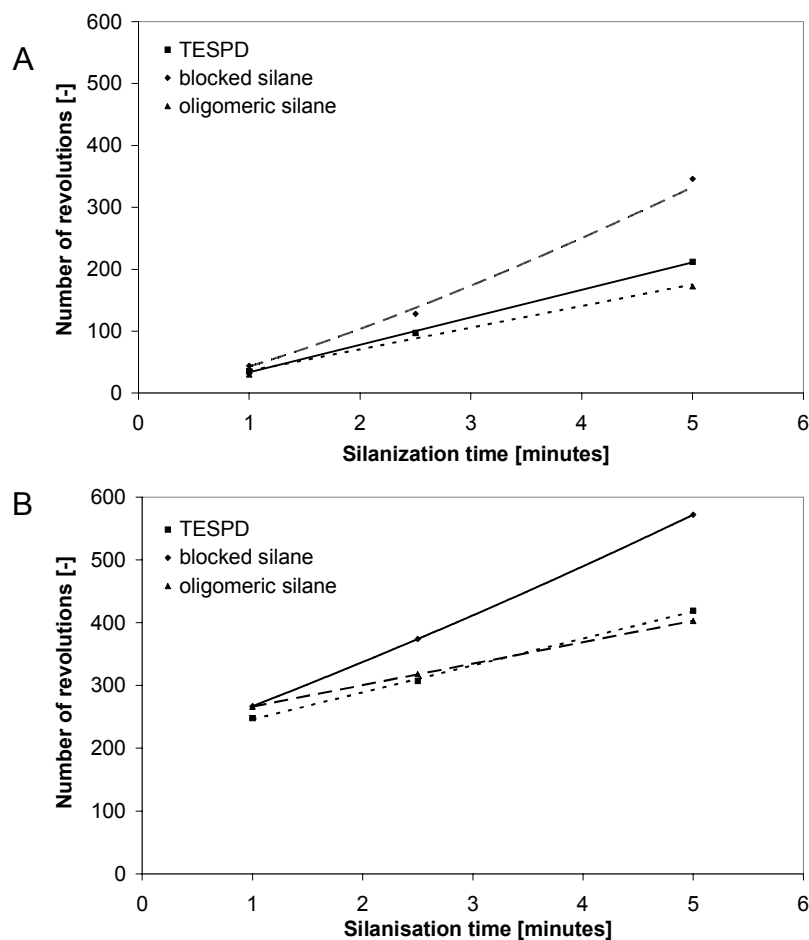 A
Number of revolutions [-]
600
500
400
300
200
100
0
TESPD
blocked silane
oligomeric silane
0 1 2 3 4 5 6
Silanization time [minutes]
B
Number of revolutions [-]
600
500
400
300
200
100
0
TESPD
blocked silane
oligomeric silane
0 1 2 3 4 5 6
Silanisation time [minutes]